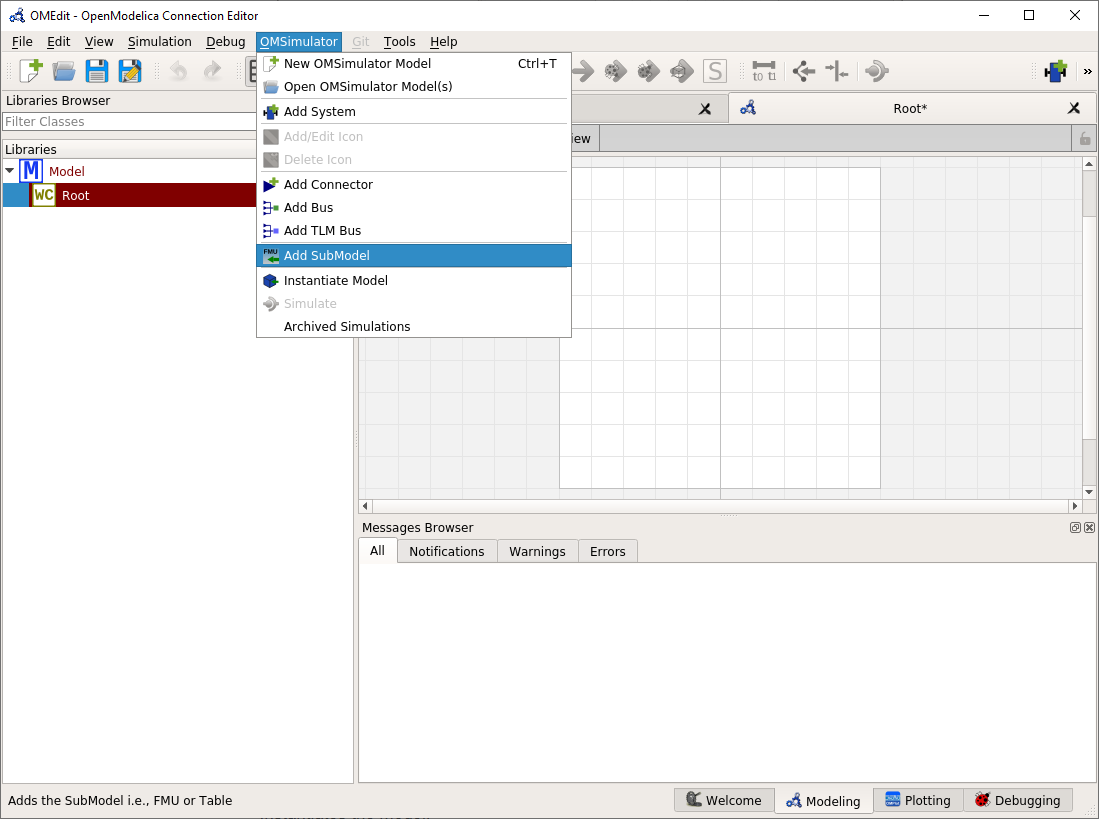 OMEdit - OpenModelica Connection Editor
File Edit View Simulation Debug OMSimulator Git Tools Help
New OMSimulator Model Ctrl+T
Open OMSimulator Model(s)
Add System
Add/Edit Icon
Delete Icon
Add Connector
Add Bus
Add TLM Bus
FMU Add SubModel
Instantiate Model
Simulate
Archived Simulations
S
t0 t1
»
Libraries Browser
Filter Classes
Libraries
M Model
WC Root
Root*
iew
Messages Browser
All Notifications Warnings Errors
Adds the SubModel i.e., FMU or Table
Welcome Modeling Plotting Debugging